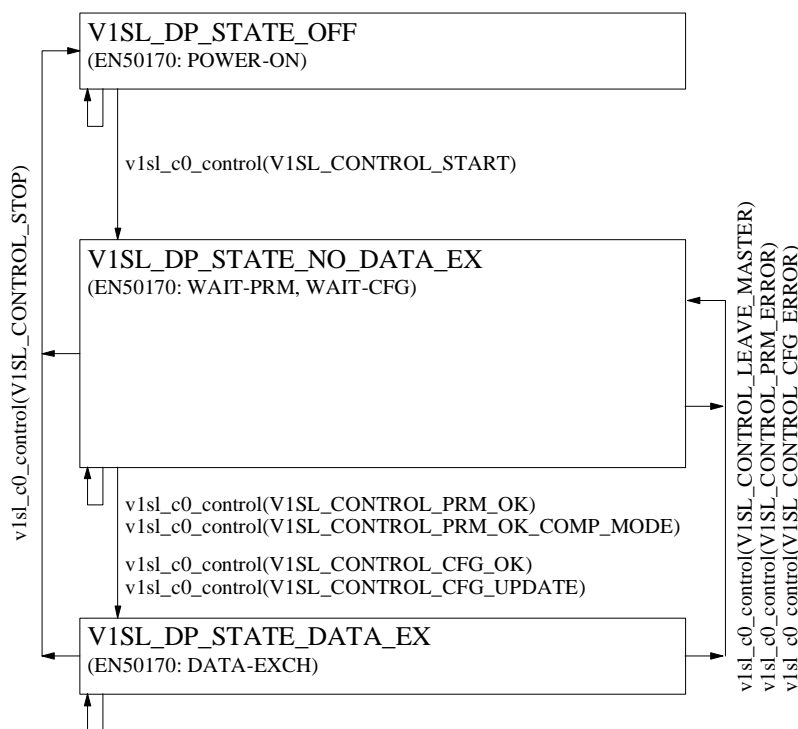 V1SL_DP_STATE_OFF
(EN50170: POWER-ON)
v1sl_c0_control(V1SL_CONTROL_START)
v1sl_c0_control(V1SL_CONTROL_STOP)
V1SL_DP_STATE_NO_DATA_EX
(EN50170: WAIT-PRM, WAIT-CFG)
v1sl_c0_control(V1SL_CONTROL_LEAVE_MASTER)
v1sl_c0_control(V1SL_CONTROL_PRM_ERROR)
v1sl_c0_control(V1SL_CONTROL_CFG_ERROR)
v1sl_c0_control(V1SL_CONTROL_PRM_OK)
v1sl_c0_control(V1SL_CONTROL_PRM_OK_COMP_MODE)
v1sl_c0_control(V1SL_CONTROL_CFG_OK)
v1sl_c0_control(V1SL_CONTROL_CFG_UPDATE)
V1SL_DP_STATE_DATA_EX
(EN50170: DATA-EXCH)